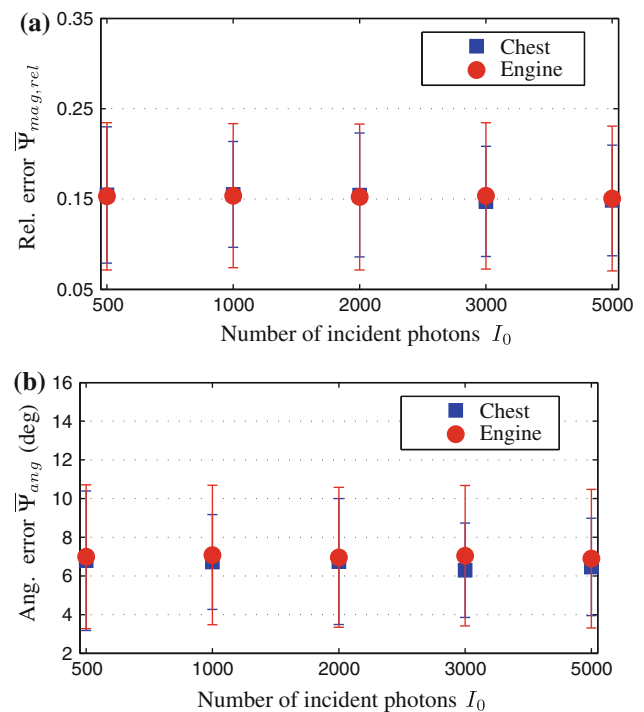 (a)
0.35
0.25
0.15
0.05
Rel. error Ψ̅mag,rel
Chest
Engine
500 1000 2000 3000 5000
Number of incident photons I₀
(b)
16
14
12
10
8
6
4
2
Ang. error Ψ̅ang (deg)
Chest
Engine
500 1000 2000 3000 5000
Number of incident photons I₀